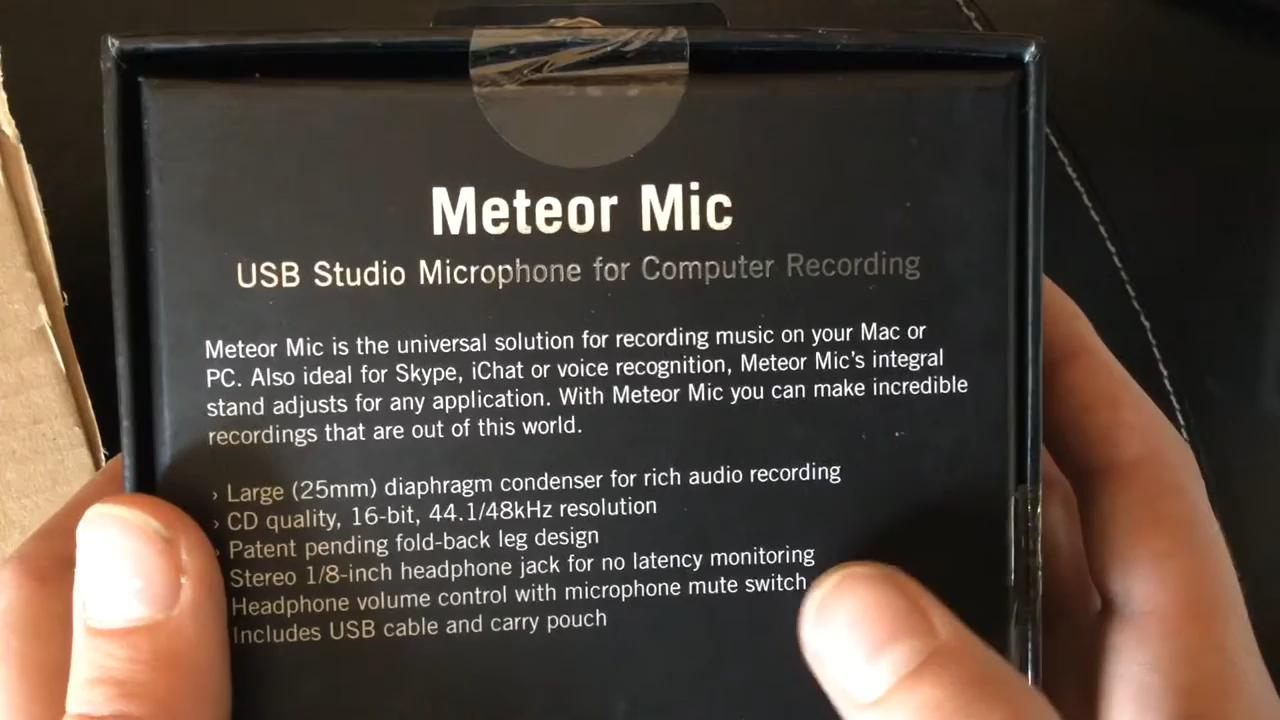 Meteor Mic
USB Studio Microphone for Computer Recording
Meteor Mic is the universal solution for recording music on your Mac or
PC. Also ideal for Skype, iChat or voice recognition, Meteor Mic's integral
stand adjusts for any application. With Meteor Mic you can make incredible
recordings that are out of this world.
› Large (25mm) diaphragm condenser for rich audio recording
› CD quality, 16-bit, 44.1/48kHz resolution
› Patent pending fold-back leg design
Stereo 1/8-inch headphone jack for no latency monitoring
Headphone volume control with microphone mute switch
Includes USB cable and carry pouch